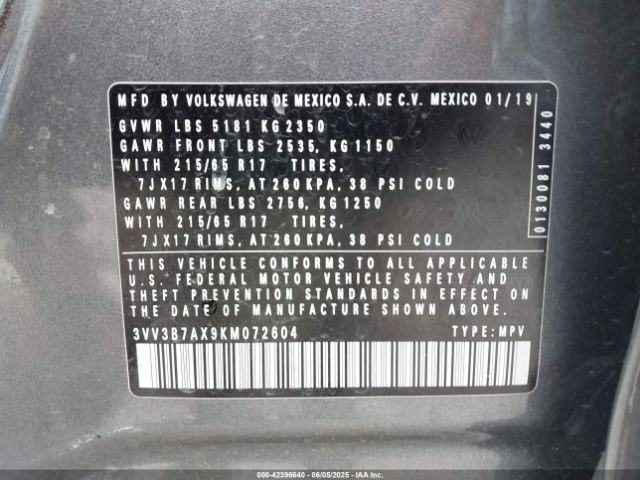 MFD BY VOLKSWAGEN DE MEXICO S.A. DE C.V. MEXICO 01/19
GVWR LBS 5181 KG 2350
GAWR FRONT LBS 2535, KG 1150
WITH 215/65 R17 TIRES,
7JX17 RIMS, AT 260 KPA, 38 PSI COLD
GAWR REAR LBS 2756, KG 1250
WITH 215/65 R17 TIRES,
7JX17 RIMS, AT 260 KPA, 38 PSI COLD
THIS VEHICLE CONFORMS TO ALL APPLICABLE
U.S. FEDERAL MOTOR VEHICLE SAFETY AND
THEFT PREVENTION STANDARDS IN EFFECT ON
THE DATE OF MANUFACTURE SHOWN ABOVE.
3VV3B7AX9KM072604 TYPE: MPV
0130081 3440
000-42396640 - 06/05/2025 - IAAI.COM